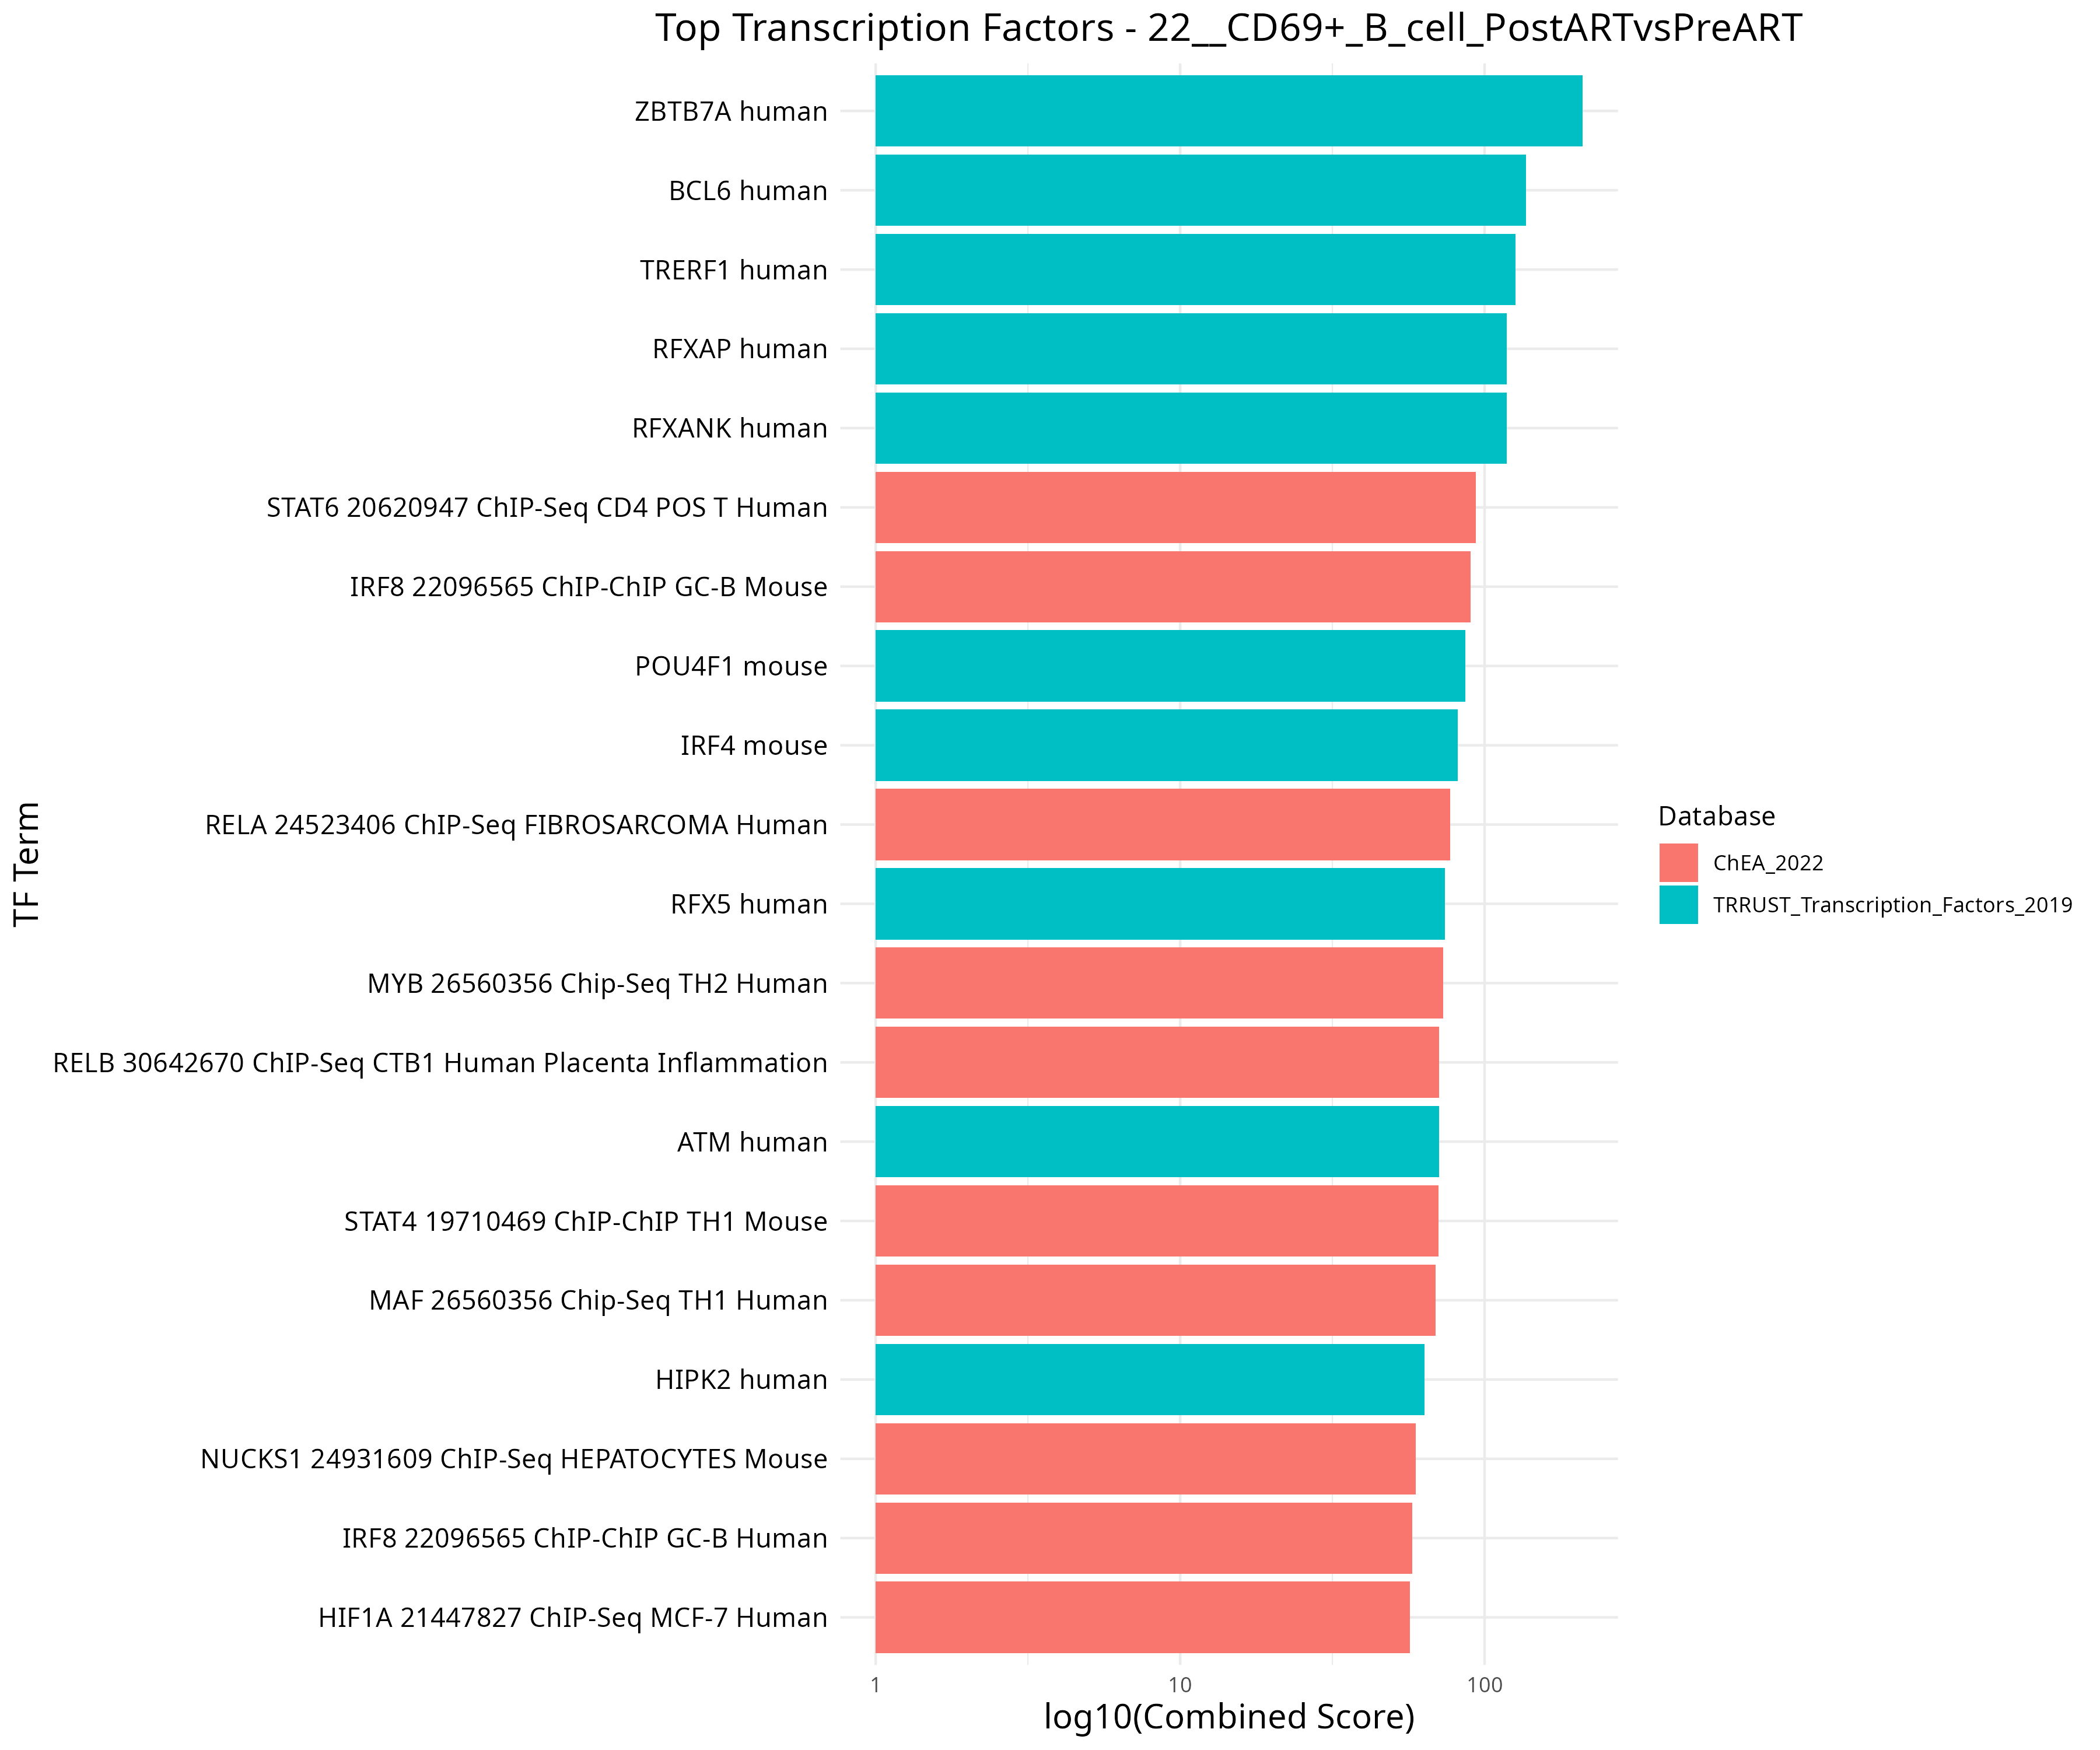 Top Transcription Factors - 22__CD69+_B_cell_PostARTvsPreART
ZBTB7A human
BCL6 human
TRERF1 human
RFXAP human
RFXANK human
STAT6 20620947 ChIP-Seq CD4 POS T Human
IRF8 22096565 ChIP-ChIP GC-B Mouse
POU4F1 mouse
IRF4 mouse
RELA 24523406 ChIP-Seq FIBROSARCOMA Human
RFX5 human
MYB 26560356 Chip-Seq TH2 Human
RELB 30642670 ChIP-Seq CTB1 Human Placenta Inflammation
ATM human
STAT4 19710469 ChIP-ChIP TH1 Mouse
MAF 26560356 Chip-Seq TH1 Human
HIPK2 human
NUCKS1 24931609 ChIP-Seq HEPATOCYTES Mouse
IRF8 22096565 ChIP-ChIP GC-B Human
HIF1A 21447827 ChIP-Seq MCF-7 Human
TF Term
1 10 100
log10(Combined Score)
Database
ChEA_2022
TRRUST_Transcription_Factors_2019